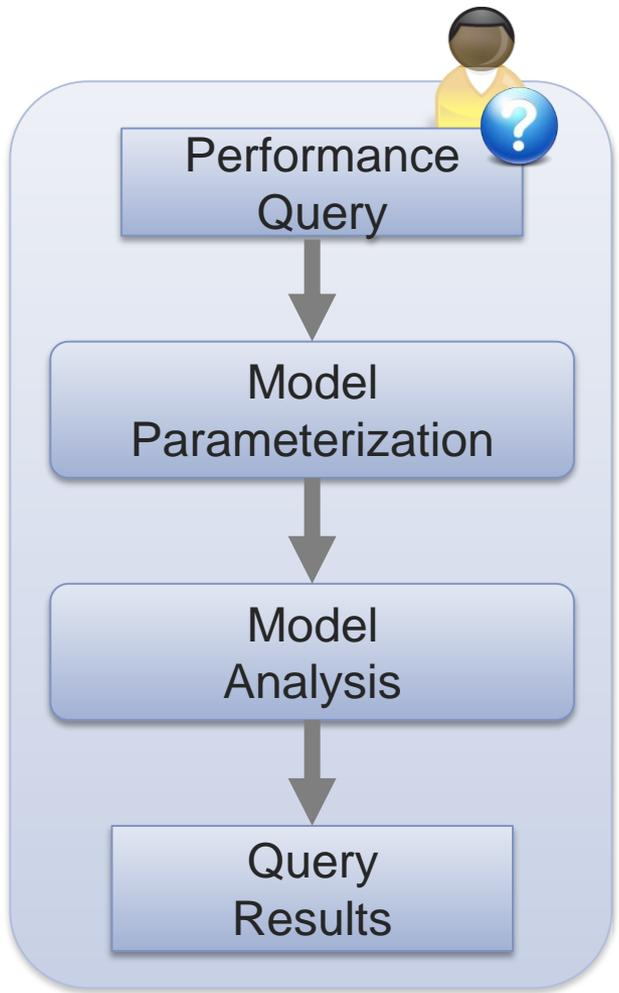 Performance
Query
?
Model
Parameterization
Model
Analysis
Query
Results